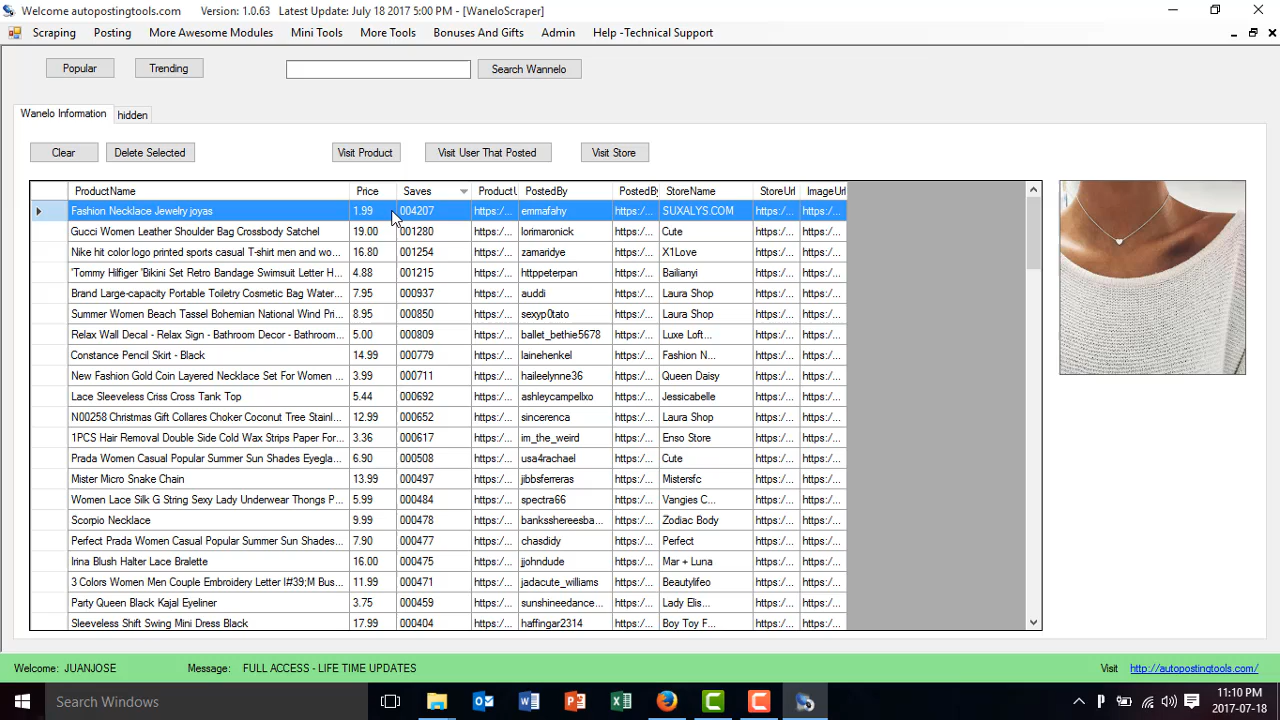 Welcome autopostingtools.com    Version: 1.0.63   Latest Update: July 18 2017 5:00 PM - [WaneloScraper]
Scraping Posting More Awesome Modules Mini Tools More Tools Bonuses And Gifts Admin Help -Technical Support
Popular Trending Search Wannelo
Wanelo Information hidden
Clear Delete Selected Visit Product Visit User That Posted Visit Store
ProductName Price Saves ProductU PostedBy PostedBy StoreName StoreUrl ImageUrl
Fashion Necklace Jewelry joyas 1.99 004207 https:/... emmafahy https:/... SUXALYS.COM https:/... https:/...
Gucci Women Leather Shoulder Bag Crossbody Satchel 19.00 001280 https:/... lorimaronick https:/... Cute https:/... https:/...
Nike hit color logo printed sports casual T-shirt men and wo... 16.80 001254 https:/... zamaridye https:/... X1Love https:/... https:/...
'Tommy Hilfiger 'Bikini Set Retro Bandage Swimsuit Letter H... 4.88 001215 https:/... httppeterpan https:/... Bailianyi https:/... https:/...
Brand Large-capacity Portable Toiletry Cosmetic Bag Water... 7.95 000937 https:/... auddi https:/... Laura Shop https:/... https:/...
Summer Women Beach Tassel Bohemian National Wind Pri... 8.95 000850 https:/... sexyp0tato https:/... Laura Shop https:/... https:/...
Relax Wall Decal - Relax Sign - Bathroom Decor - Bathroom... 5.00 000809 https:/... ballet_bethie5678 https:/... Luxe Loft... https:/... https:/...
Constance Pencil Skirt - Black 14.99 000779 https:/... lainehenkel https:/... Fashion N... https:/... https:/...
New Fashion Gold Coin Layered Necklace Set For Women ... 3.99 000711 https:/... haileelynne36 https:/... Queen Daisy https:/... https:/...
Lace Sleeveless Criss Cross Tank Top 5.44 000692 https:/... ashleycampellxo https:/... Jessicabelle https:/... https:/...
N00258 Christmas Gift Collares Choker Coconut Tree Stainl... 12.99 000652 https:/... sincerenca https:/... Laura Shop https:/... https:/...
1PCS Hair Removal Double Side Cold Wax Strips Paper For... 3.36 000617 https:/... im_the_weird https:/... Enso Store https:/... https:/...
Prada Women Casual Popular Summer Sun Shades Eyegla... 6.90 000508 https:/... usa4rachael https:/... Cute https:/... https:/...
Mister Micro Snake Chain 13.99 000497 https:/... jibbsferreras https:/... Mistersfc https:/... https:/...
Women Lace Silk G String Sexy Lady Underwear Thongs P... 5.99 000484 https:/... spectra66 https:/... Vangies C... https:/... https:/...
Scorpio Necklace 9.99 000478 https:/... banksshereesba... https:/... Zodiac Body https:/... https:/...
Perfect Prada Women Casual Popular Summer Sun Shades... 7.90 000477 https:/... chasdidy https:/... Perfect https:/... https:/...
Irina Blush Halter Lace Bralette 16.00 000475 https:/... jjohndude https:/... Mar + Luna https:/... https:/...
3 Colors Women Men Couple Embroidery Letter I#39;M Bus... 11.99 000471 https:/... jadacute_williams https:/... Beautylifeo https:/... https:/...
Party Queen Black Kajal Eyeliner 3.75 000459 https:/... sunshineedance... https:/... Lady Elis... https:/... https:/...
Sleeveless Shift Swing Mini Dress Black 17.99 000404 https:/... haffingar2314 https:/... Boy Toy F... https:/... https:/...
Welcome: JUANJOSE Message: FULL ACCESS - LIFE TIME UPDATES Visit http://autopostingtools.com/
Search Windows 11:10 PM
2017-07-18